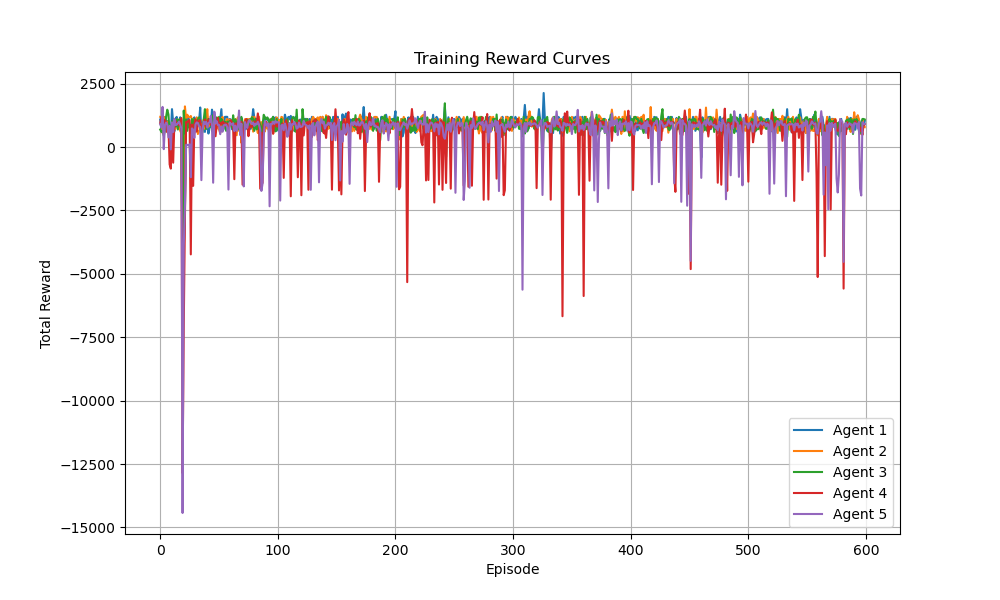 Training Reward Curves
2500
0
−2500
−5000
−7500
−10000
−12500
−15000
Total Reward
0 100 200 300 400 500 600
Episode
Agent 1
Agent 2
Agent 3
Agent 4
Agent 5